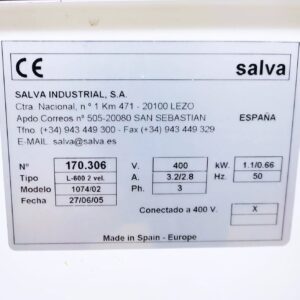 CE salva
SALVA INDUSTRIAL, S.A.
Ctra. Nacional, n º 1 Km 471 - 20100 LEZO
Apdo Correos nº 505-20080 SAN SEBASTIAN ESPAÑA
Tfno. (+34) 943 449 300 - Fax (+34) 943 449 329
E-MAIL. salva@salva.es
Nº 170.306 V. 400 kW. 1.1/0.66
Tipo L-600 2 vel. A. 3.2/2.8 Hz. 50
Modelo 1074/02 Ph. 3
Fecha 27/06/05
Conectado a 400 V. X
Made in Spain - Europe